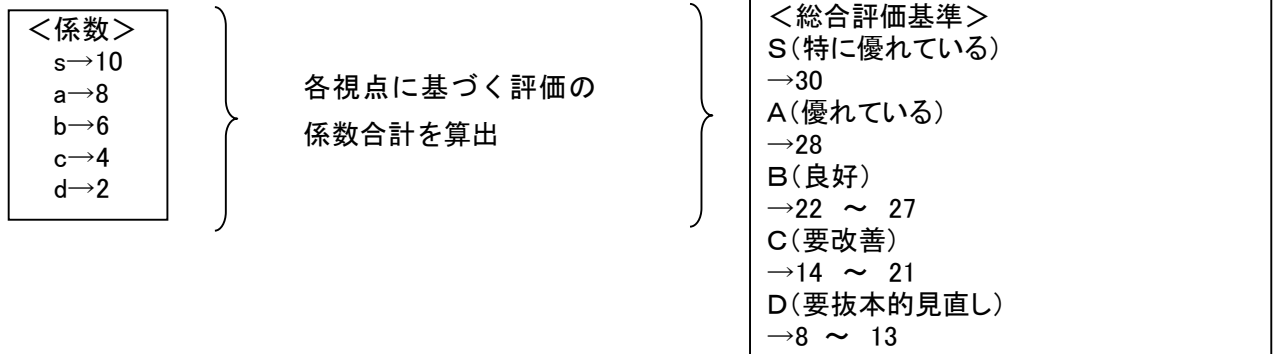 ＜係数＞
s→10
a→8
b→6
c→4
d→2
各視点に基づく評価の
係数合計を算出
＜総合評価基準＞
S（特に優れている）
→30
A（優れている）
→28
B（良好）
→22 ～ 27
C（要改善）
→14 ～ 21
D（要抜本的見直し）
→8 ～ 13